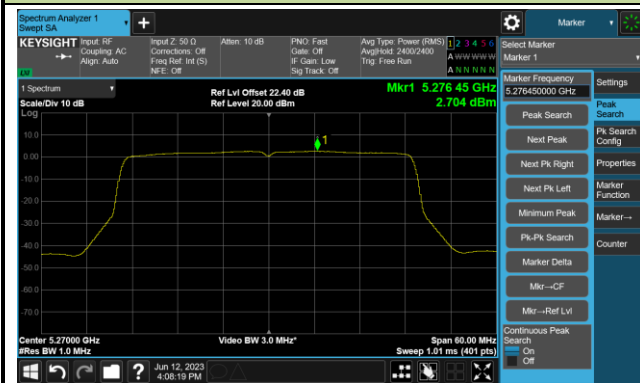 Spectrum Analyzer 1
Swept SA
Marker
KEYSIGHT
Input: RF
Coupling: AC
Align: Auto
Input Z: 50 Ω
Corrections: Off
Freq Ref: Int (S)
NFE: Off
Atten: 10 dB
PNO: Fast
Gate: Off
IF Gain: Low
Sig Track: Off
Avg Type: Power (RMS)
Avg|Hold: 2400/2400
Trig: Free Run
1 2 3 4 5 6
A W W W W W
A N N N N N
LV
Select Marker
Marker 1
1 Spectrum
Scale/Div 10 dB
Log
Ref Lvl Offset 22.40 dB
Ref Level 20.00 dBm
Mkr1 5.276 45 GHz
2.704 dBm
1
10.0
0.00
-10.0
-20.0
-30.0
-40.0
-50.0
-60.0
-70.0
Center 5.27000 GHz
#Res BW 1.0 MHz
Video BW 3.0 MHz*
Span 60.00 MHz
Sweep 1.01 ms (401 pts)
Marker Frequency
5.276450000 GHz
Peak Search
Next Peak
Next Pk Right
Next Pk Left
Minimum Peak
Pk-Pk Search
Marker Delta
Mkr→CF
Mkr→Ref Lvl
Continuous Peak
Search
On
Off
Settings
Peak
Search
Pk Search
Config
Properties
Marker
Function
Marker→
Counter
Jun 12, 2023
4:08:19 PM